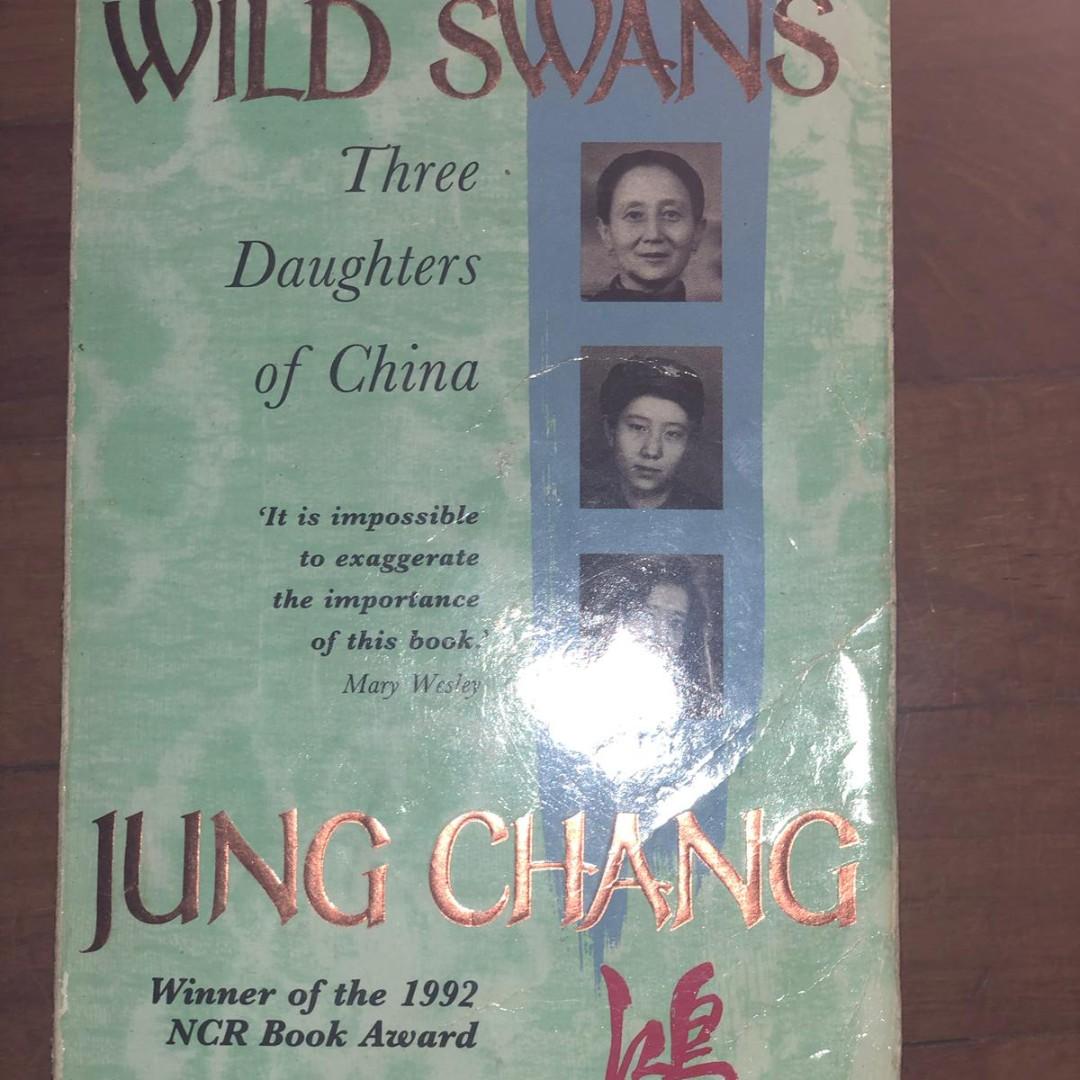 WILD SWANS
Three
Daughters
of China
‘It is impossible
to exaggerate
the importance
of this book.’
Mary Wesley
JUNG CHANG
Winner of the 1992
NCR Book Award
鴻